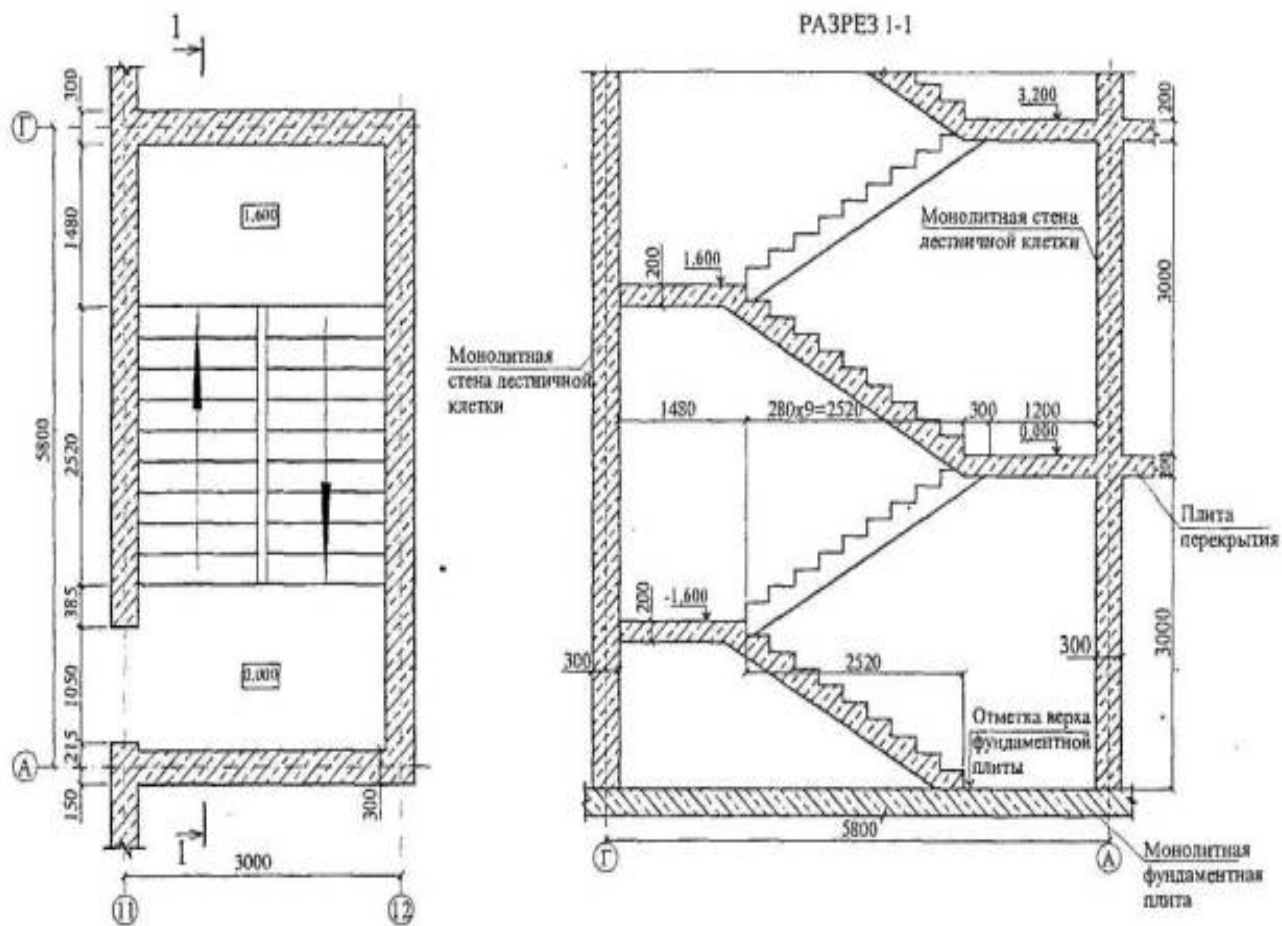 1
300
Г
1480
1,600
5800
2520
385
0,000
1050
215
А
150
1
300
3000
11
12
РАЗРЕЗ 1-1
3,200
200
Монолитная стена
лестничной клетки
200
1,600
3000
Монолитная
стена лестничной
клетки
1480
280х9=2520
300
1200
0,000
200
Плита
перекрытия
200
-1,600
300
2520
300
3000
Отметка верха
фундаментной
плиты
5800
Г
А
Монолитная
фундаментная
плита